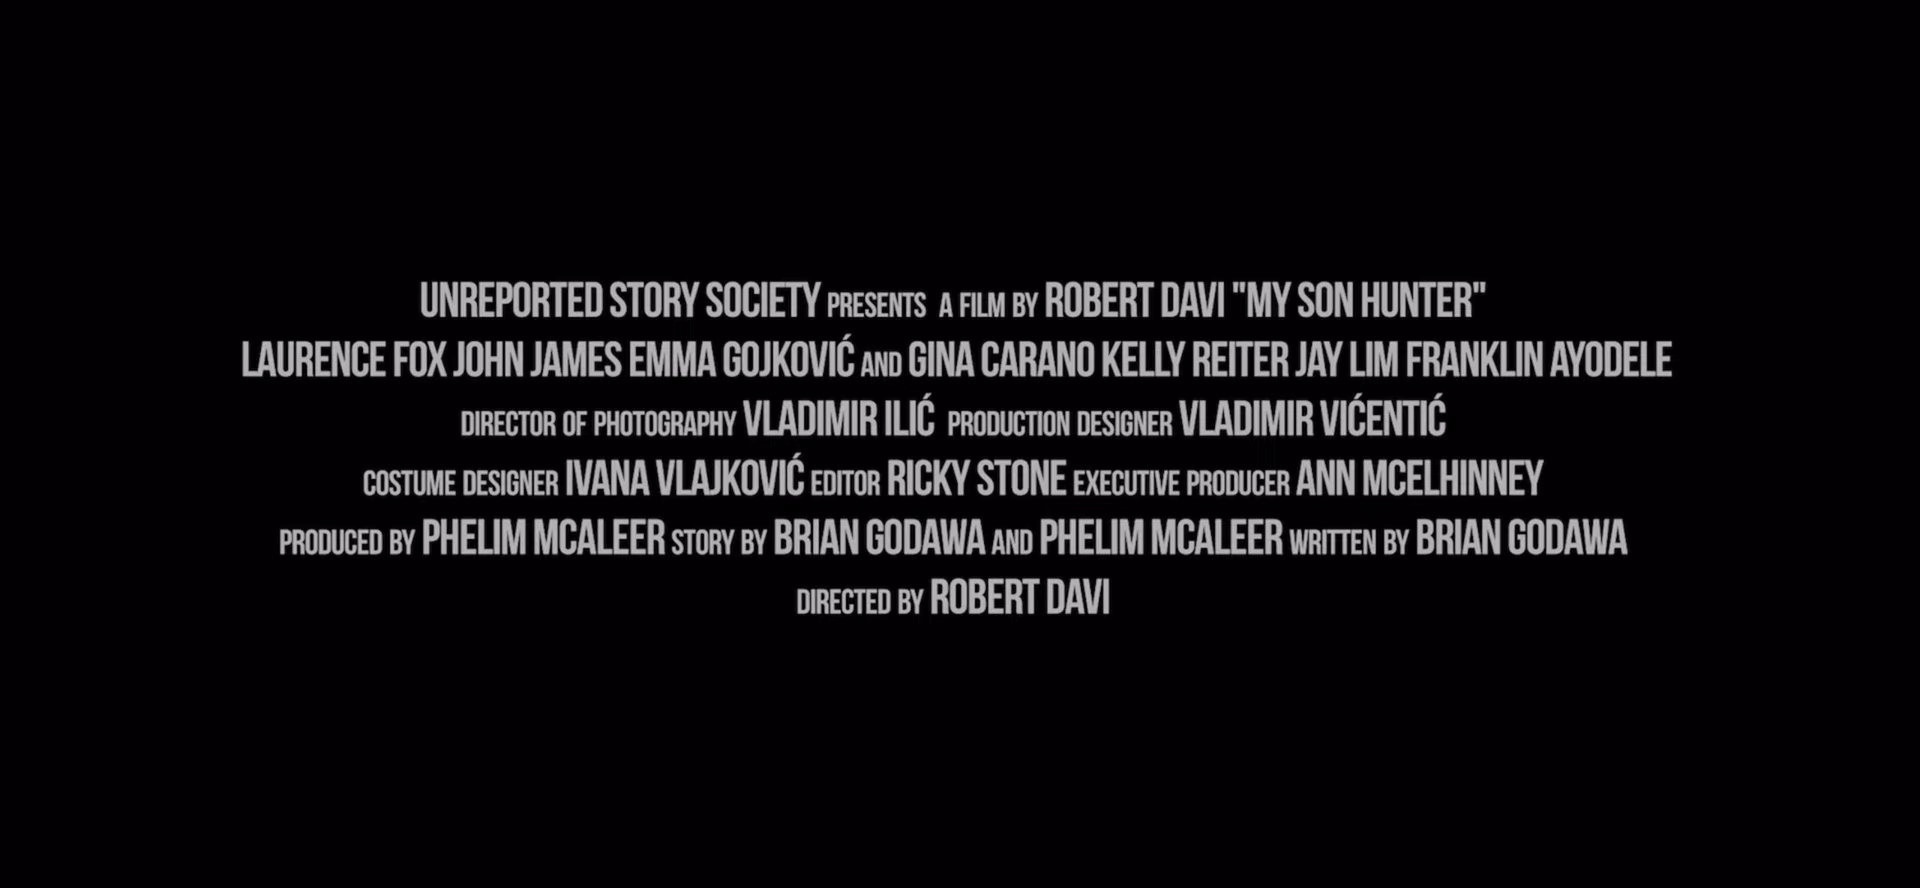 UNREPORTED STORY SOCIETY PRESENTS A FILM BY ROBERT DAVI "MY SON HUNTER"
LAURENCE FOX JOHN JAMES EMMA GOJKOVIĆ AND GINA CARANO KELLY REITER JAY LIM FRANKLIN AYODELE
DIRECTOR OF PHOTOGRAPHY VLADIMIR ILIĆ PRODUCTION DESIGNER VLADIMIR VIĆENTIĆ
COSTUME DESIGNER IVANA VLAJKOVIĆ EDITOR RICKY STONE EXECUTIVE PRODUCER ANN MCELHINNEY
PRODUCED BY PHELIM MCALEER STORY BY BRIAN GODAWA AND PHELIM MCALEER WRITTEN BY BRIAN GODAWA
DIRECTED BY ROBERT DAVI